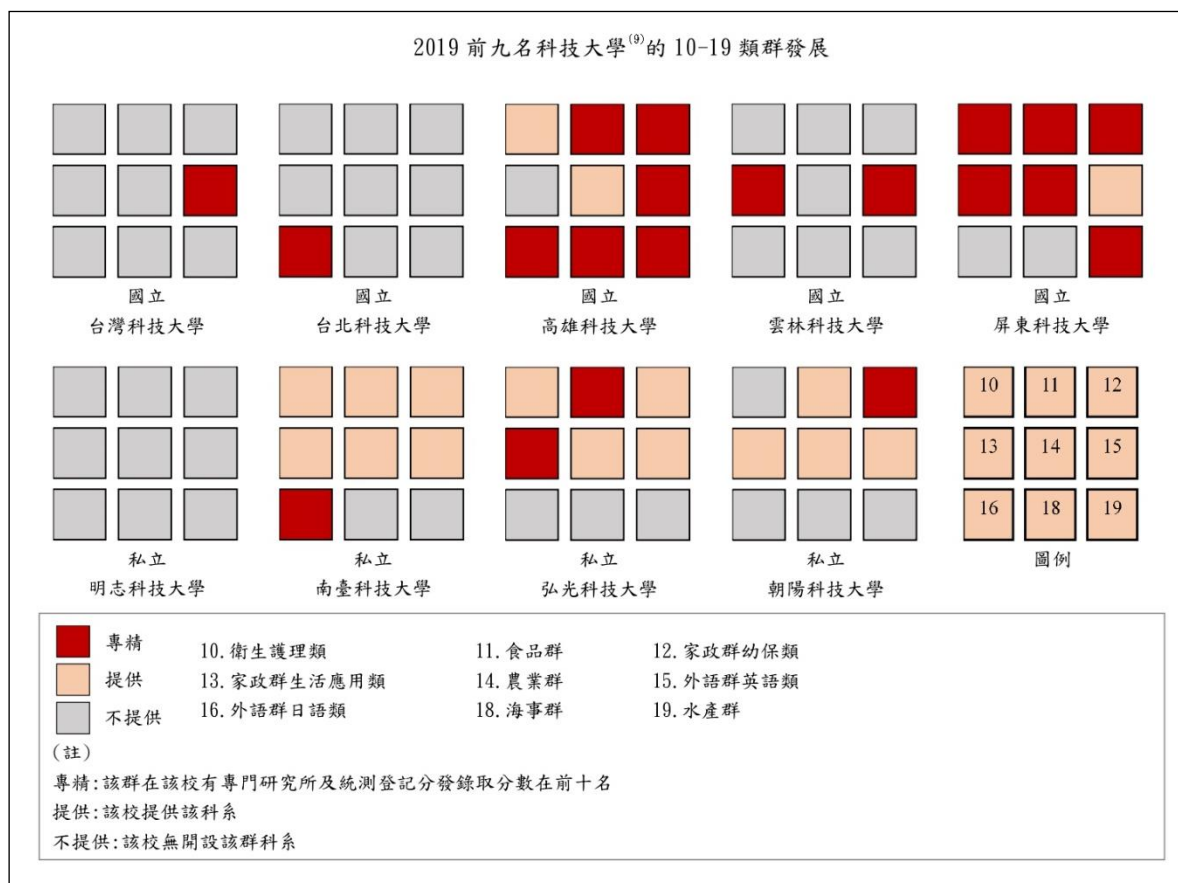 2019 前九名科技大學(9)的 10-19 類群發展
國立 國立 國立 國立 國立
台灣科技大學 台北科技大學 高雄科技大學 雲林科技大學 屏東科技大學
10 11 12
13 14 15
16 18 19
私立 私立 私立 私立 圖例
明志科技大學 南臺科技大學 弘光科技大學 朝陽科技大學
專精
提供
不提供
10.衛生護理類 11.食品群 12.家政群幼保類
13.家政群生活應用類 14.農業群 15.外語群英語類
16.外語群日語類 18.海事群 19.水產群
(註)
專精:該群在該校有專門研究所及統測登記分發錄取分數在前十名
提供:該校提供該科系
不提供:該校無開設該群科系